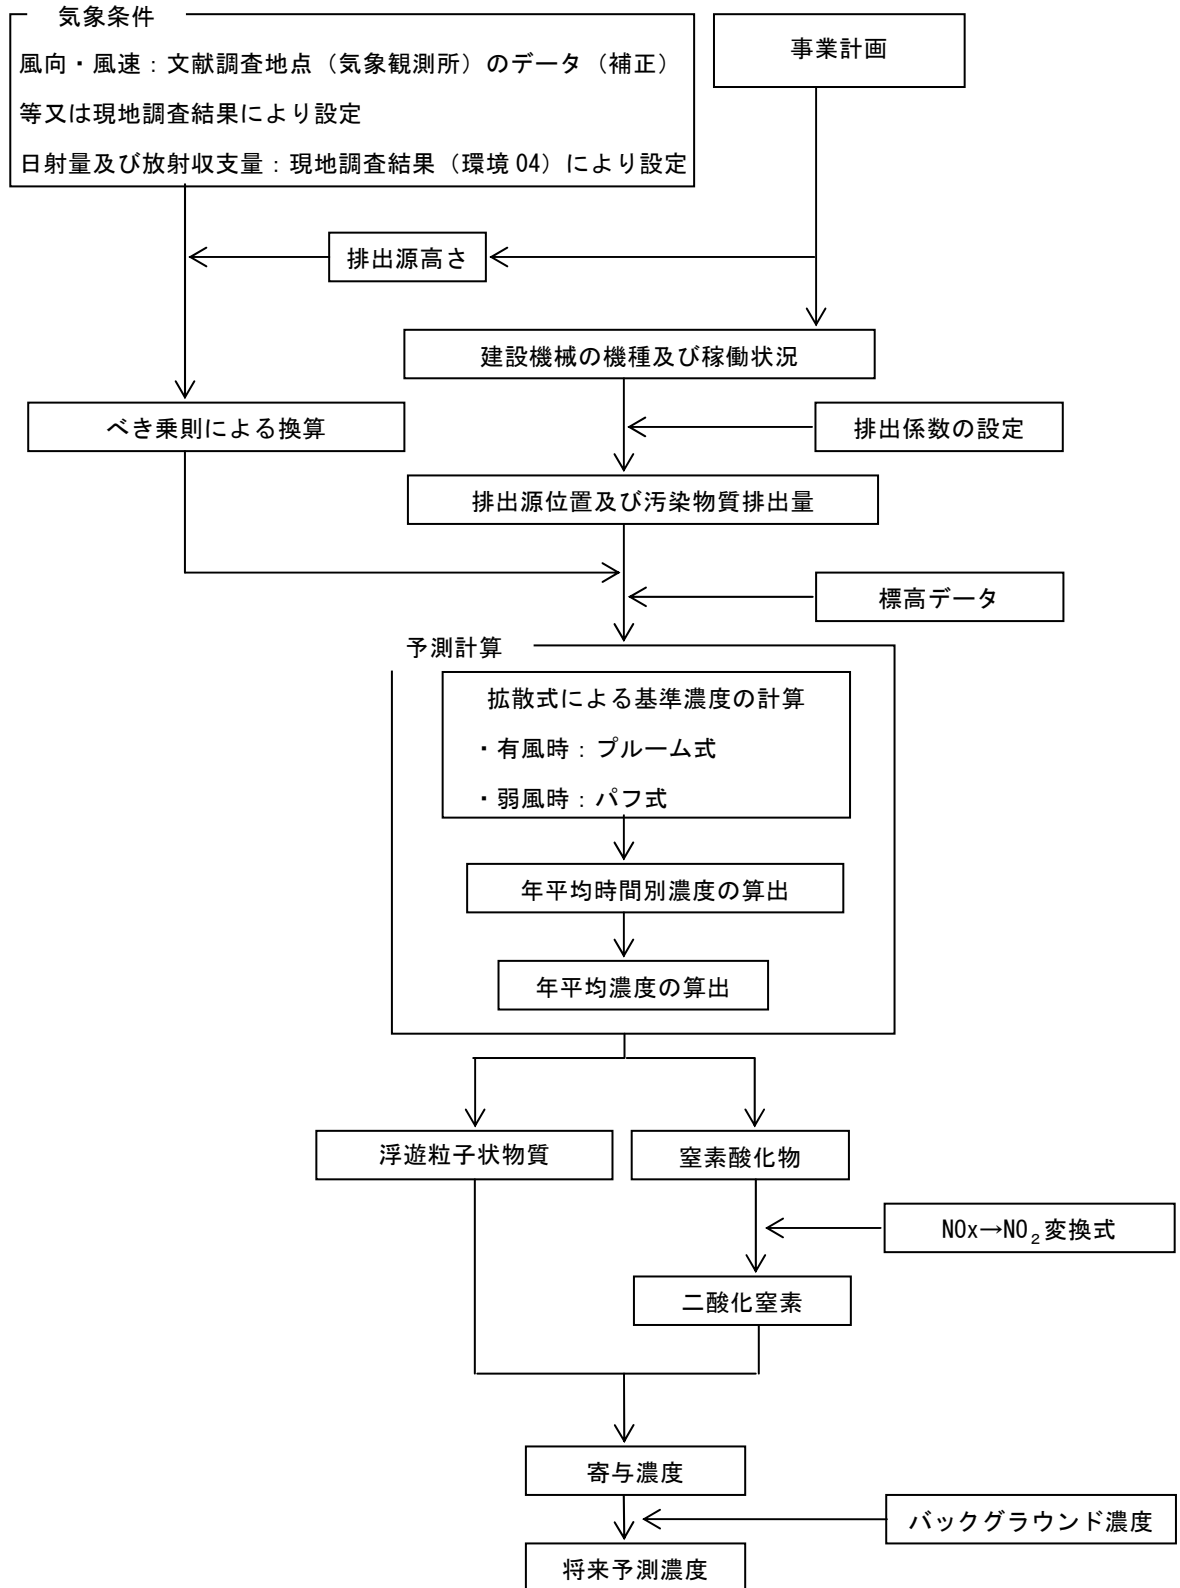 気象条件
風向・風速：文献調査地点（気象観測所）のデータ（補正）
等又は現地調査結果により設定
日射量及び放射収支量：現地調査結果（環境 04）により設定
事業計画
排出源高さ
建設機械の機種及び稼働状況
べき乗則による換算
排出係数の設定
排出源位置及び汚染物質排出量
標高データ
予測計算
拡散式による基準濃度の計算
・有風時：プルーム式
・弱風時：パフ式
年平均時間別濃度の算出
年平均濃度の算出
浮遊粒子状物質
窒素酸化物
NOx→NO₂変換式
二酸化窒素
寄与濃度
バックグラウンド濃度
将来予測濃度